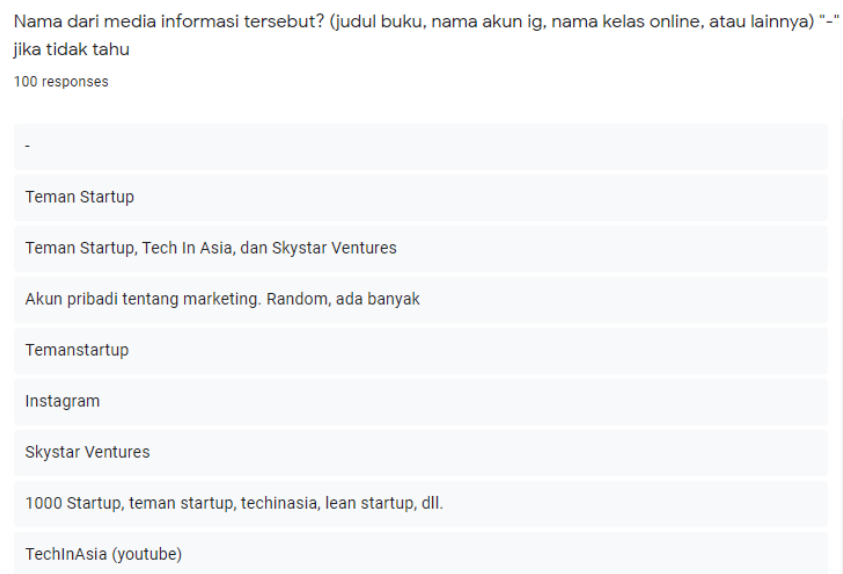 Nama dari media informasi tersebut? (judul buku, nama akun ig, nama kelas online, atau lainnya) "-"
jika tidak tahu
100 responses
-
Teman Startup
Teman Startup, Tech In Asia, dan Skystar Ventures
Akun pribadi tentang marketing. Random, ada banyak
Temanstartup
Instagram
Skystar Ventures
1000 Startup, teman startup, techinasia, lean startup, dll.
TechInAsia (youtube)